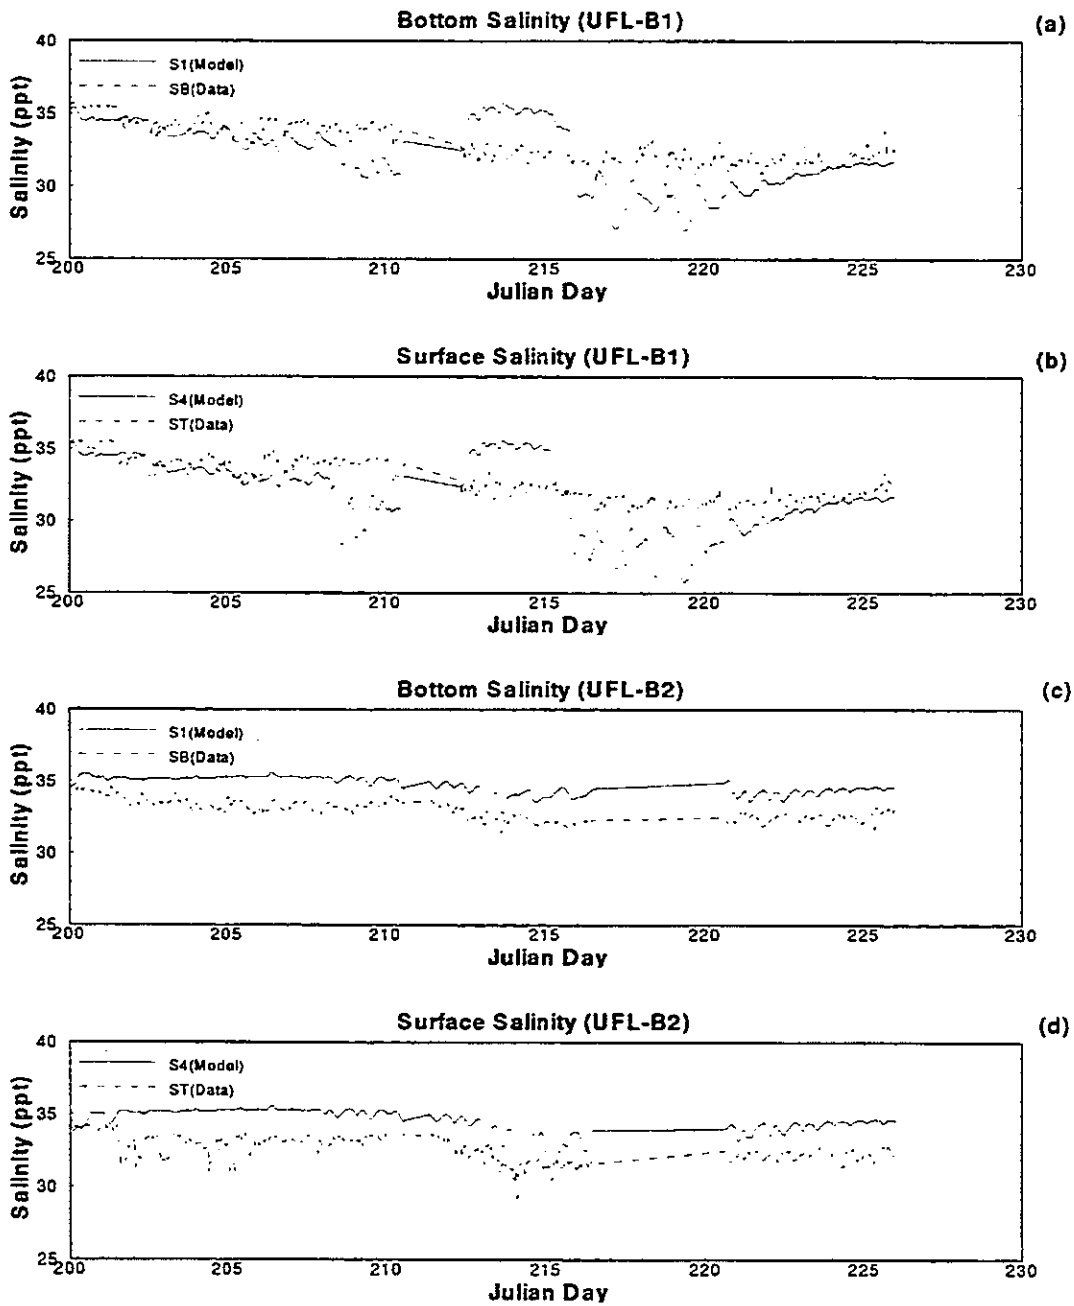 Bottom Salinity (UFL-B1)
(a)
40
35
30
25
Salinity (ppt)
S1(Model)
SB(Data)
200 205 210 215 220 225 230
Julian Day
Surface Salinity (UFL-B1)
(b)
40
35
30
25
Salinity (ppt)
S4(Model)
ST(Data)
200 205 210 215 220 225 230
Julian Day
Bottom Salinity (UFL-B2)
(c)
40
35
30
25
Salinity (ppt)
S1(Model)
SB(Data)
200 205 210 215 220 225 230
Julian Day
Surface Salinity (UFL-B2)
(d)
40
35
30
25
Salinity (ppt)
S4(Model)
ST(Data)
200 205 210 215 220 225 230
Julian Day